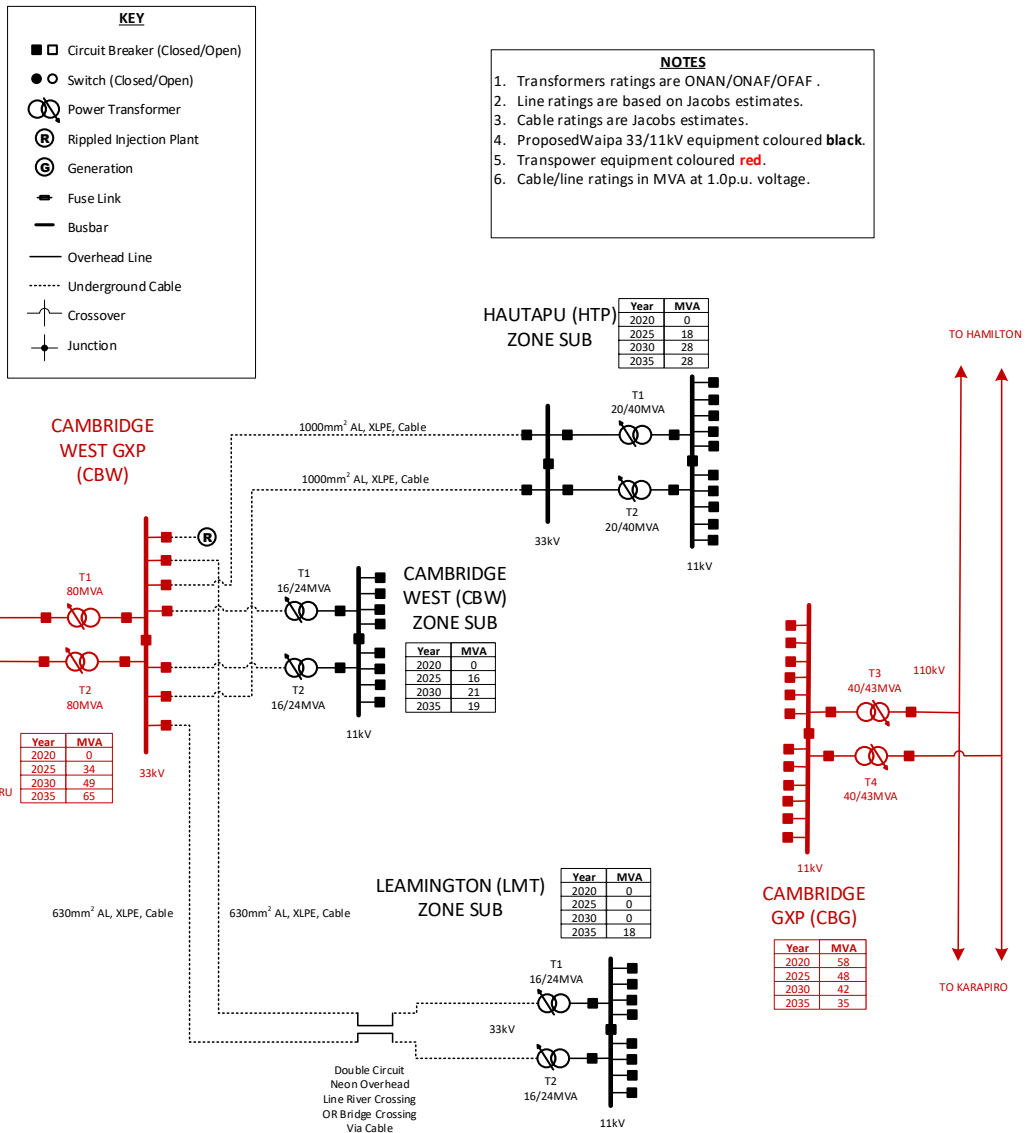 KEY
Circuit Breaker (Closed/Open)
Switch (Closed/Open)
Power Transformer
R Rippled Injection Plant
G Generation
Fuse Link
Busbar
Overhead Line
Underground Cable
Crossover
Junction
NOTES
1. Transformers ratings are ONAN/ONAF/OFAF .
2. Line ratings are based on Jacobs estimates.
3. Cable ratings are Jacobs estimates.
4. ProposedWaipa 33/11kV equipment coloured black.
5. Transpower equipment coloured red.
6. Cable/line ratings in MVA at 1.0p.u. voltage.
HAUTAPU (HTP)
ZONE SUB
Year MVA
2020 0
2025 18
2030 28
2035 28
T1
20/40MVA
T2
20/40MVA
33kV
11kV
1000mm² AL, XLPE, Cable
1000mm² AL, XLPE, Cable
CAMBRIDGE
WEST GXP
(CBW)
R
T1
80MVA
T2
80MVA
33kV
Year MVA
2020 0
2025 34
2030 49
2035 65
RU
T1
16/24MVA
T2
16/24MVA
11kV
CAMBRIDGE
WEST (CBW)
ZONE SUB
Year MVA
2020 0
2025 16
2030 21
2035 19
TO HAMILTON
110kV
T3
40/43MVA
T4
40/43MVA
11kV
CAMBRIDGE
GXP (CBG)
Year MVA
2020 58
2025 48
2030 42
2035 35
TO KARAPIRO
630mm² AL, XLPE, Cable
630mm² AL, XLPE, Cable
LEAMINGTON (LMT)
ZONE SUB
Year MVA
2020 0
2025 0
2030 0
2035 18
T1
16/24MVA
33kV
T2
16/24MVA
11kV
Double Circuit
Neon Overhead
Line River Crossing
OR Bridge Crossing
Via Cable